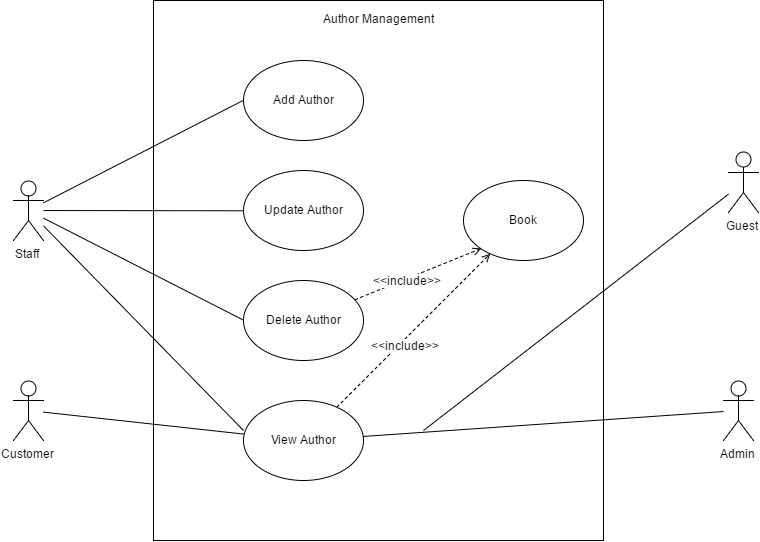 Author Management
Add Author
Update Author
Book
Staff
Guest
<<include>>
Delete Author
<<include>>
View Author
Customer
Admin